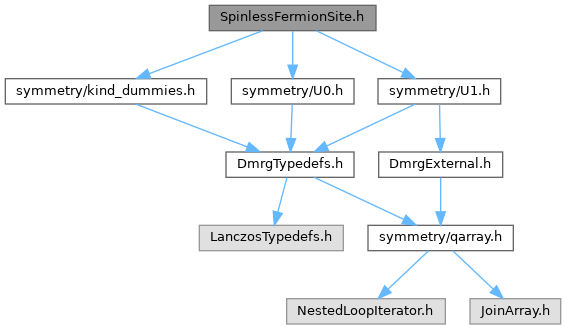 SpinlessFermionSite.h
symmetry/kind_dummies.h
symmetry/U0.h
symmetry/U1.h
DmrgTypedefs.h
DmrgExternal.h
LanczosTypedefs.h
symmetry/qarray.h
NestedLoopIterator.h
JoinArray.h